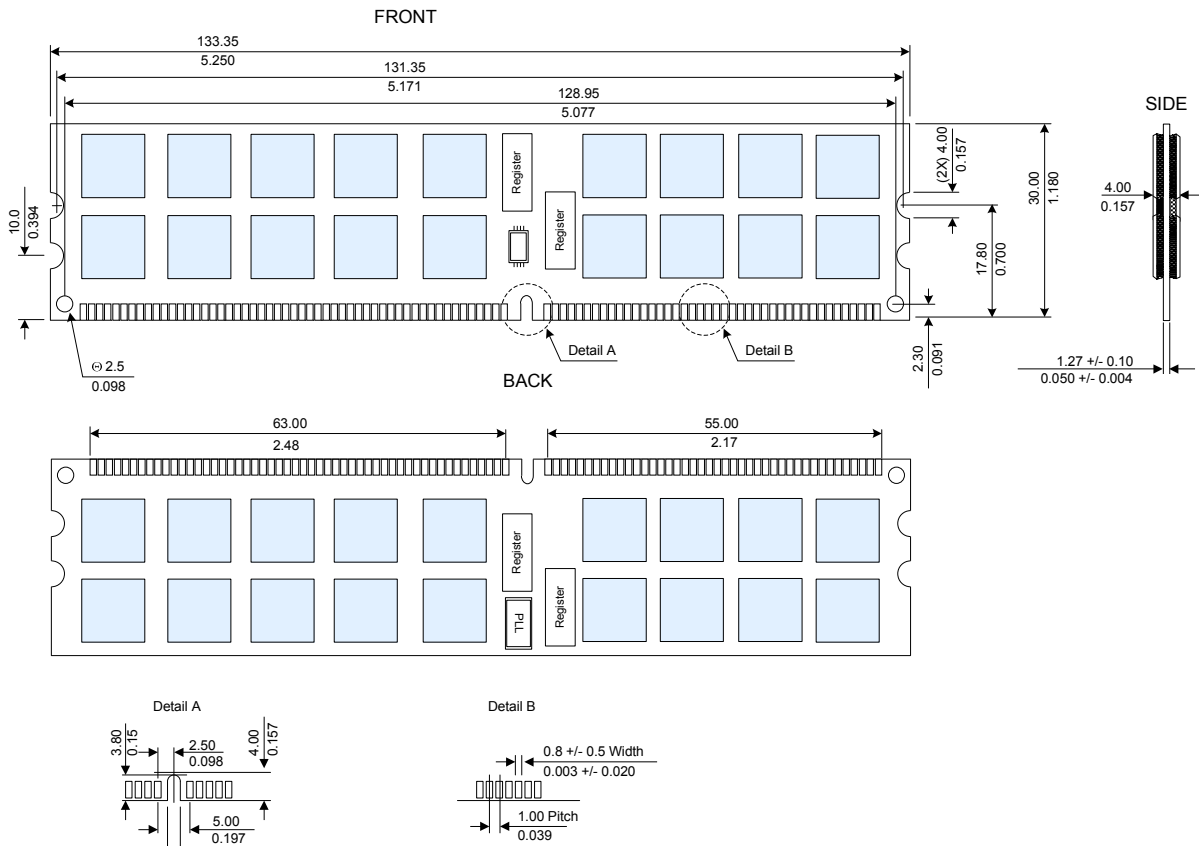 FRONT
133.35
5.250
131.35
5.171
128.95
5.077
SIDE
Register
Register
(2X) 4.00
0.157
30.00
1.180
4.00
0.157
10.0
0.394
17.80
0.700
2.30
0.091
Detail A
Detail B
Θ 2.5
0.098
1.27 +/- 0.10
0.050 +/- 0.004
BACK
63.00
2.48
55.00
2.17
Register
Register
PLL
Detail A
3.80
0.15
2.50
0.098
4.00
0.157
5.00
0.197
Detail B
0.8 +/- 0.5 Width
0.003 +/- 0.020
1.00 Pitch
0.039